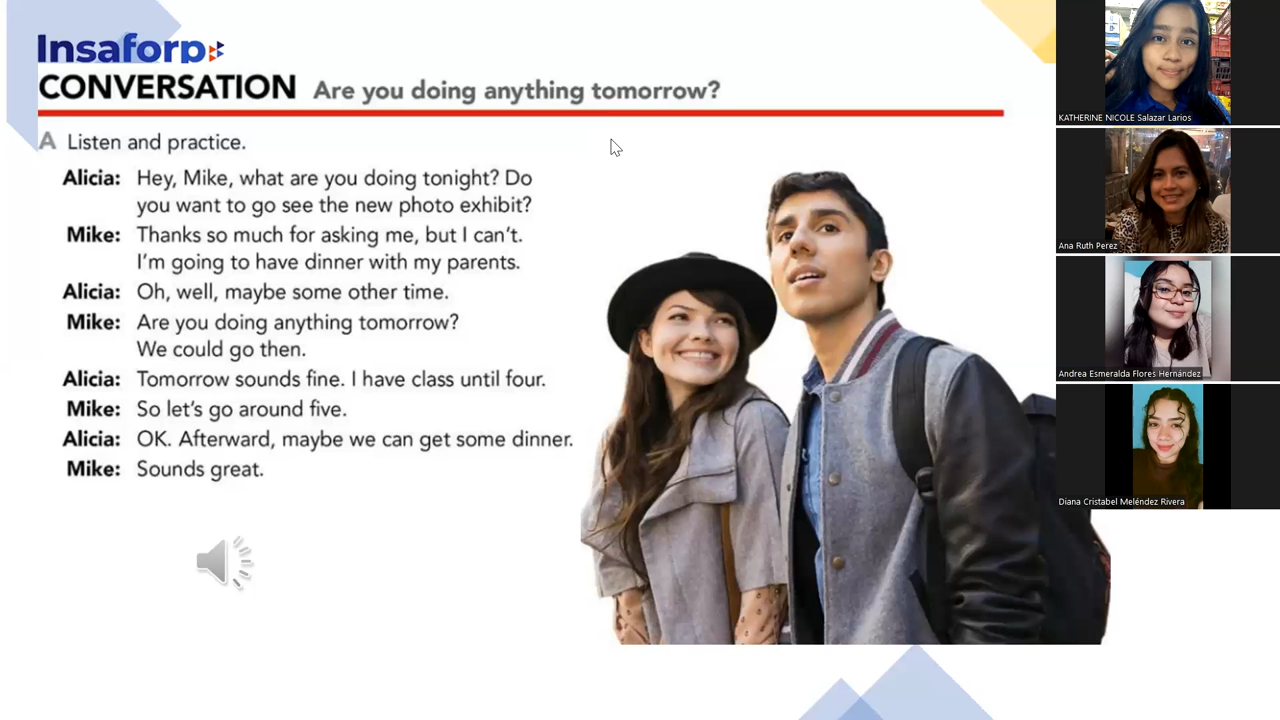 Insaforp
CONVERSATION Are you doing anything tomorrow?
A Listen and practice.
Alicia: Hey, Mike, what are you doing tonight? Do
you want to go see the new photo exhibit?
Mike: Thanks so much for asking me, but I can't.
I'm going to have dinner with my parents.
Alicia: Oh, well, maybe some other time.
Mike: Are you doing anything tomorrow?
We could go then.
Alicia: Tomorrow sounds fine. I have class until four.
Mike: So let's go around five.
Alicia: OK. Afterward, maybe we can get some dinner.
Mike: Sounds great.
KATHERINE NICOLE Salazar Larios
Ana Ruth Perez
Andrea Esmeralda Flores Hernández
Diana Cristabel Meléndez Rivera